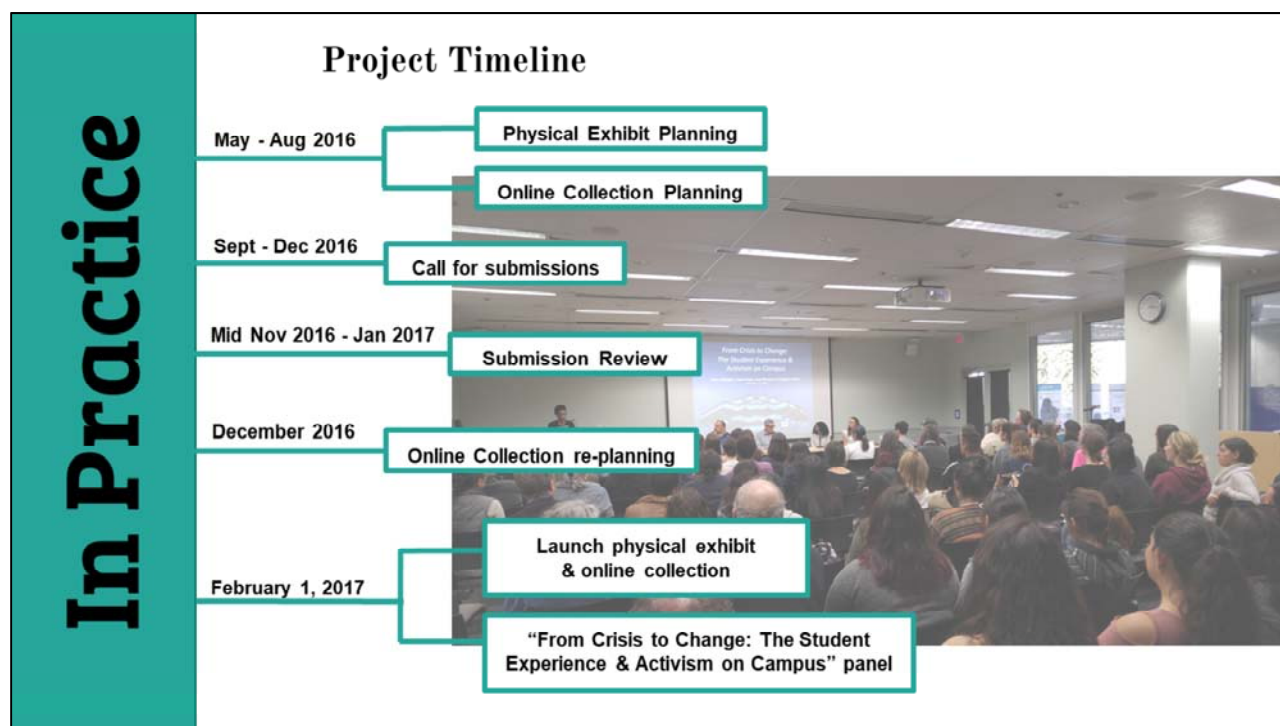 In Practice
Project Timeline
May - Aug 2016
Physical Exhibit Planning
Online Collection Planning
Sept - Dec 2016
Call for submissions
Mid Nov 2016 - Jan 2017
Submission Review
December 2016
Online Collection re-planning
February 1, 2017
Launch physical exhibit
& online collection
“From Crisis to Change: The Student
Experience & Activism on Campus” panel
From Crisis to Change:
The Student Experience &
Activism on Campus